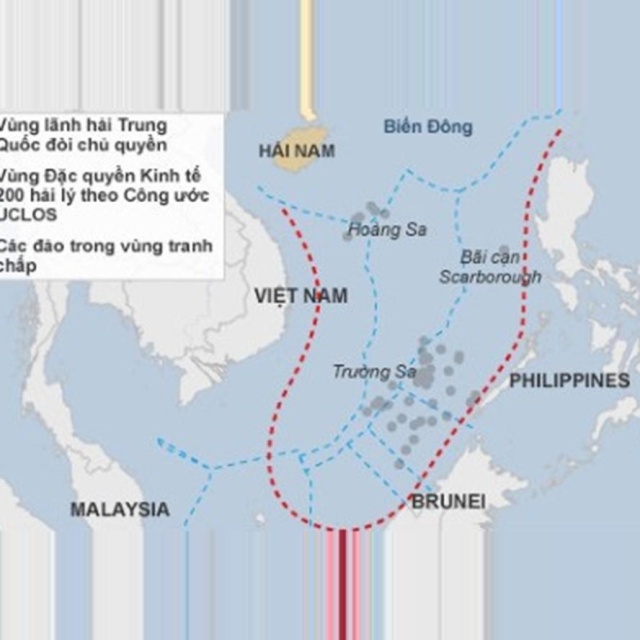 Vùng lãnh hải Trung
Quốc đòi chủ quyền
Vùng Đặc quyền Kinh tế
200 hải lý theo Công ước
UCLOS
Các đảo trong vùng tranh
chấp
Biển Đông
HẢI NAM
Hoàng Sa
Bãi cạn
Scarborough
VIỆT NAM
Trường Sa
PHILIPPINES
MALAYSIA
BRUNEI